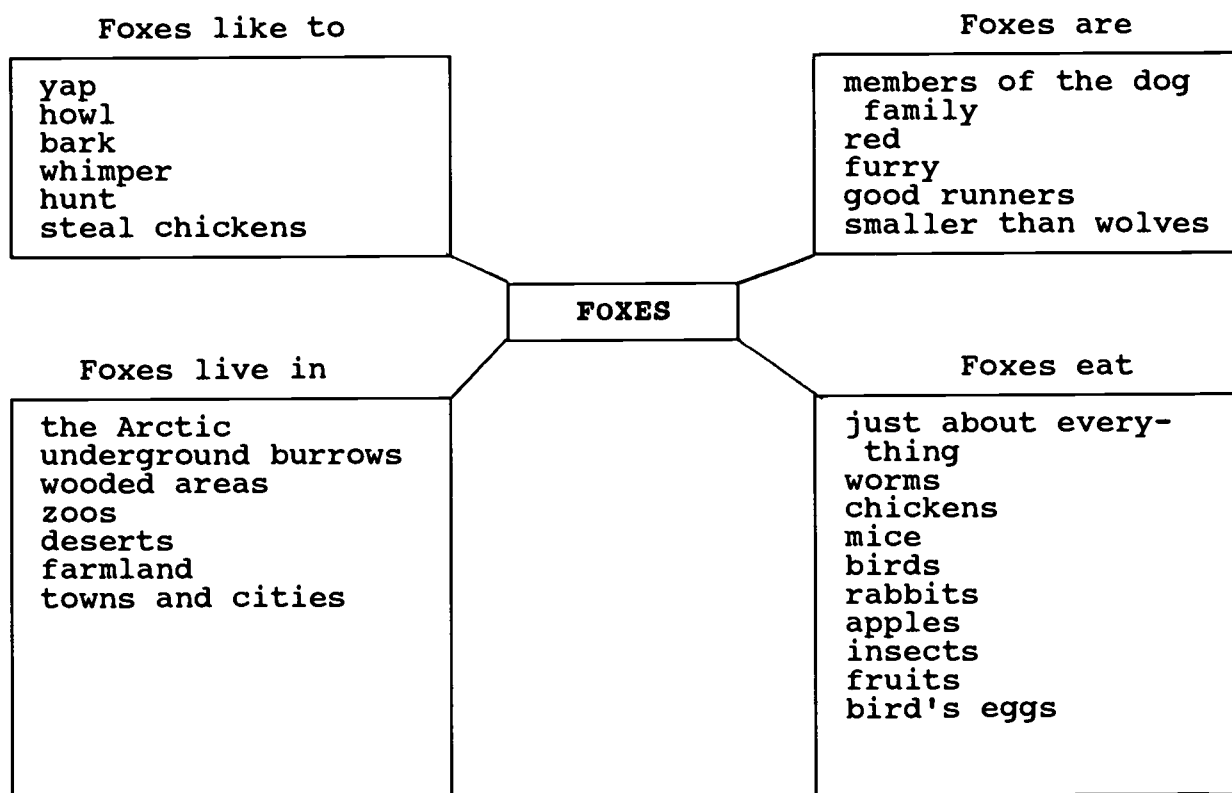 Foxes like to
yap
howl
bark
whimper
hunt
steal chickens
Foxes are
members of the dog
family
red
furry
good runners
smaller than wolves
FOXES
Foxes live in
the Arctic
underground burrows
wooded areas
zoos
deserts
farmland
towns and cities
Foxes eat
just about every-
thing
worms
chickens
mice
birds
rabbits
apples
insects
fruits
bird's eggs